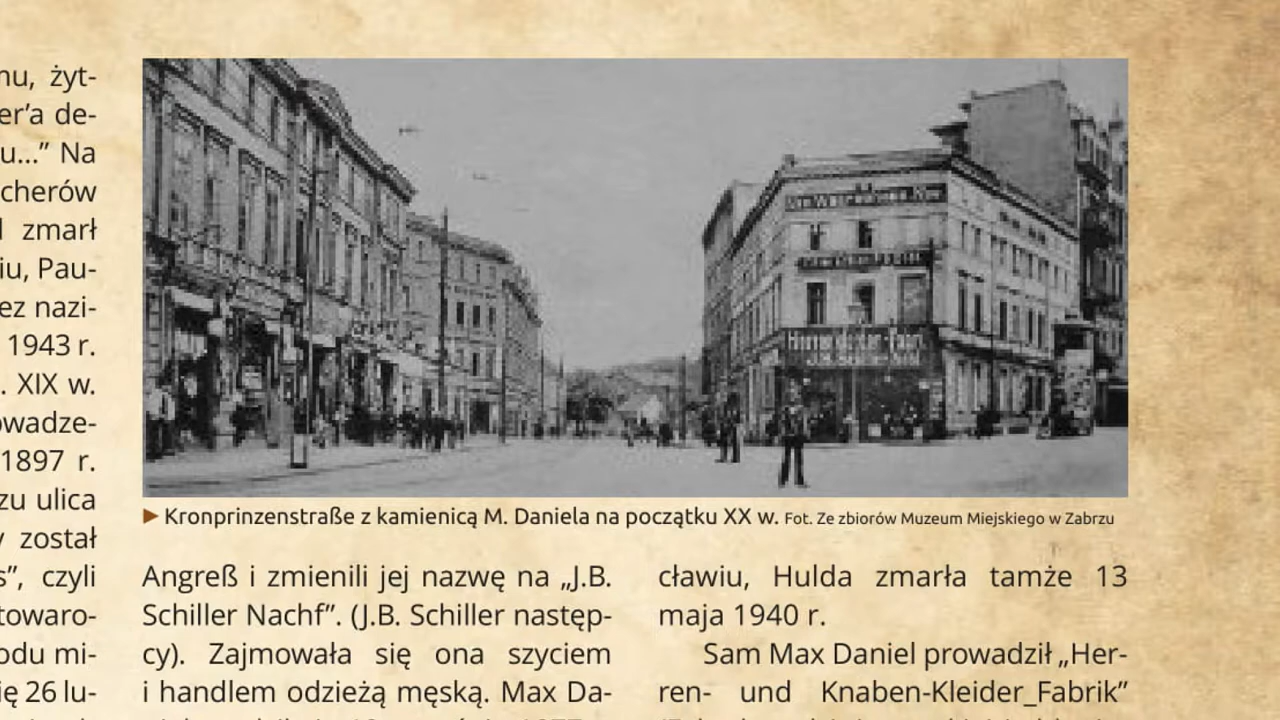 mu, żyt-
er’a de-
u...” Na
cherów
zmarł
iu, Pau-
ez nazi-
1943 r.
. XIX w.
owadze-
1897 r.
zu ulica
y został
s”, czyli
towaro-
odu mi-
ię 26 lu-
Herrenkleider-Fabrik
► Kronprinzenstraße z kamienicą M. Daniela na początku XX w. Fot. Ze zbiorów Muzeum Miejskiego w Zabrzu
Angreß i zmienili jej nazwę na „J.B.
Schiller Nachf”. (J.B. Schiller następ-
cy). Zajmowała się ona szyciem
i handlem odzieżą męską. Max Da-
cławiu, Hulda zmarła tamże 13
maja 1940 r.
Sam Max Daniel prowadził „Her-
ren- und Knaben-Kleider_Fabrik”